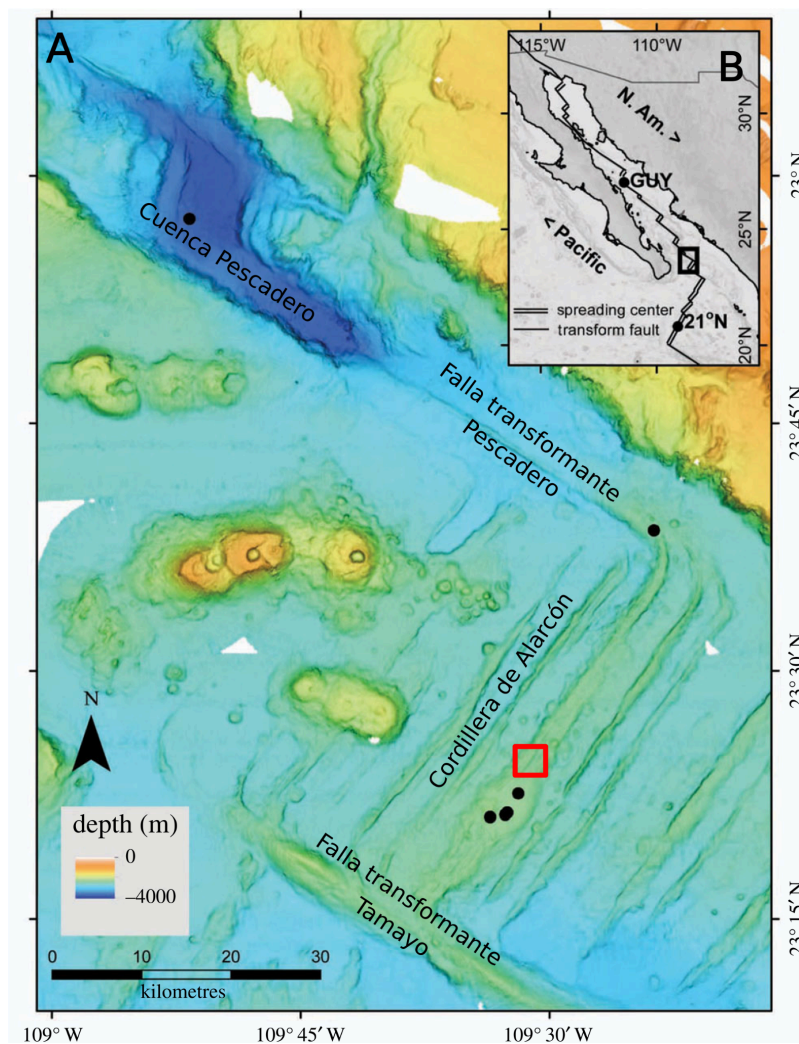 A
115°W 110°W
B
N. Am. >
30°N
GUY
25°N
< Pacific
spreading center
transform fault
21°N
20°N
23°
Cuenca Pescadero
Falla transformante
Pescadero
23° 45′ N
Cordillera de Alarcón
23° 30′ N
N
depth (m)
0
–4000
Falla transformante
Tamayo
23° 15′ N
0 10 20 30
kilometres
109° W 109° 45′ W 109° 30′ W